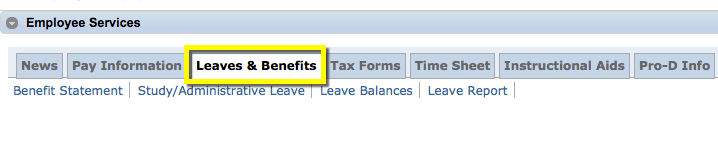 Employee Services
News Pay Information Leaves & Benefits Tax Forms Time Sheet Instructional Aids Pro-D Info
Benefit Statement Study/Administrative Leave Leave Balances Leave Report